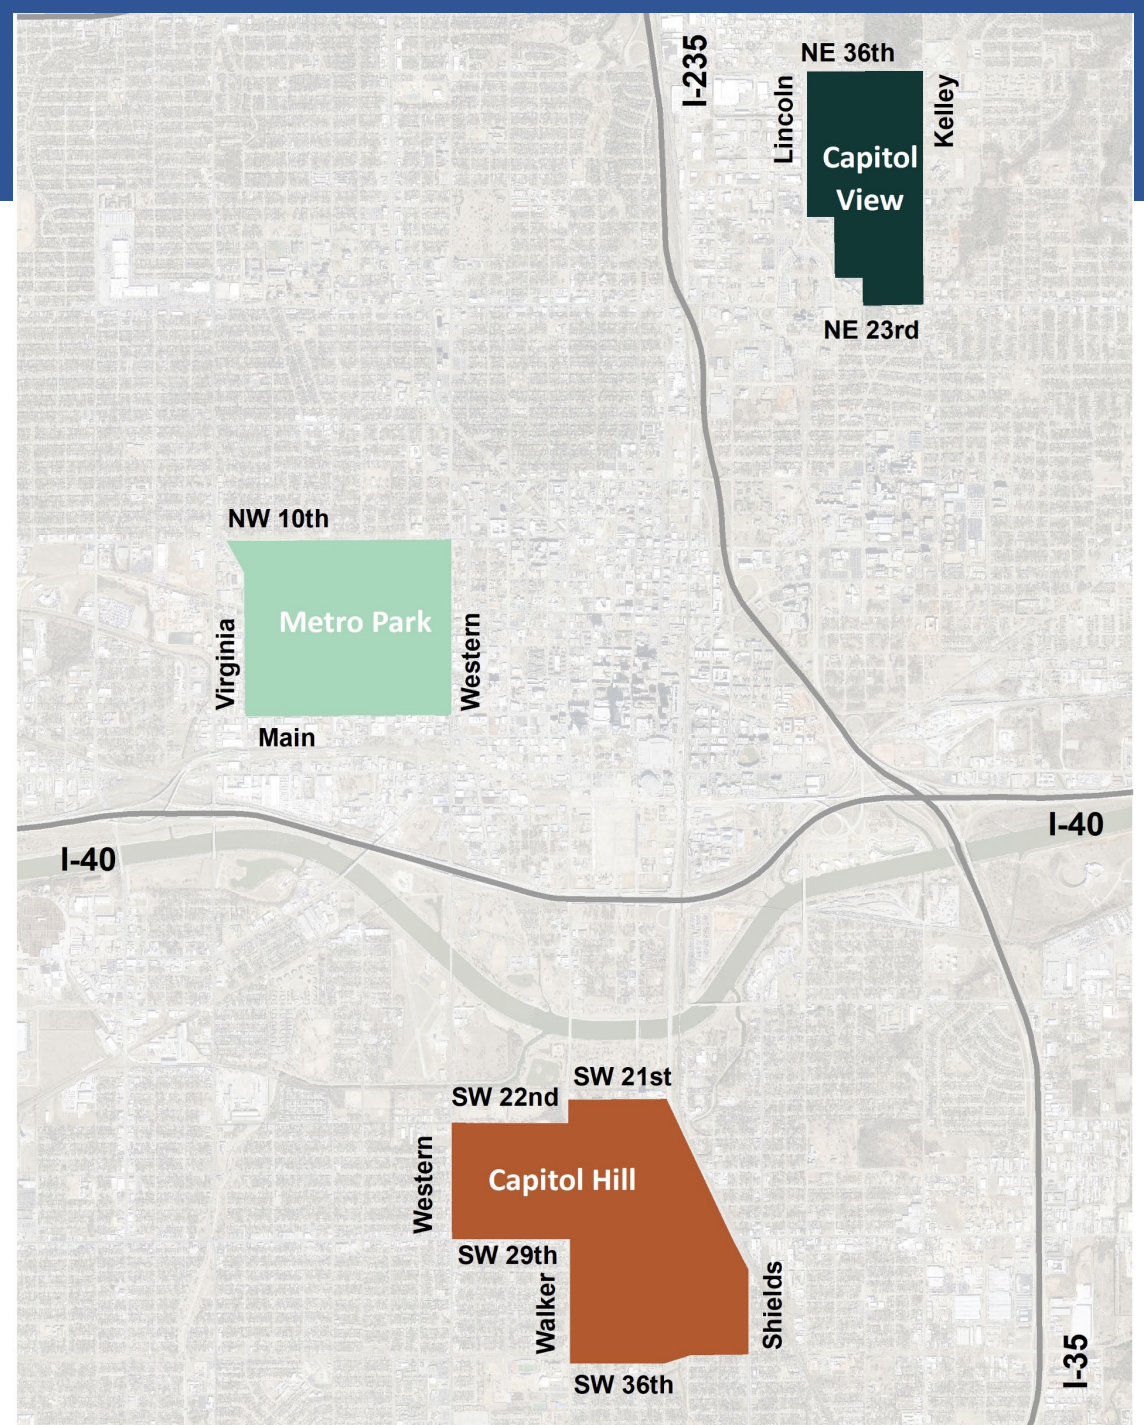 I-235
NE 36th
Lincoln
Kelley
Capitol
View
NE 23rd
NW 10th
Metro Park
Virginia
Western
Main
I-40
I-40
SW 21st
SW 22nd
Western
Capitol Hill
SW 29th
Walker
Shields
SW 36th
I-35